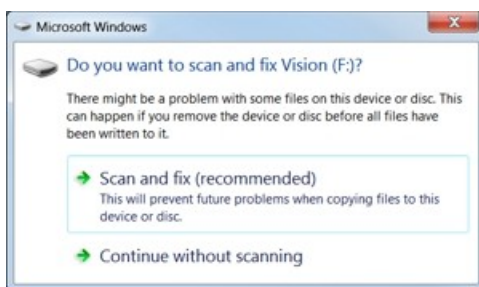 Microsoft Windows
Do you want to scan and fix Vision (F:)?
There might be a problem with some files on this device or disc. This
can happen if you remove the device or disc before all files have
been written to it.
Scan and fix (recommended)
This will prevent future problems when copying files to this
device or disc.
Continue without scanning